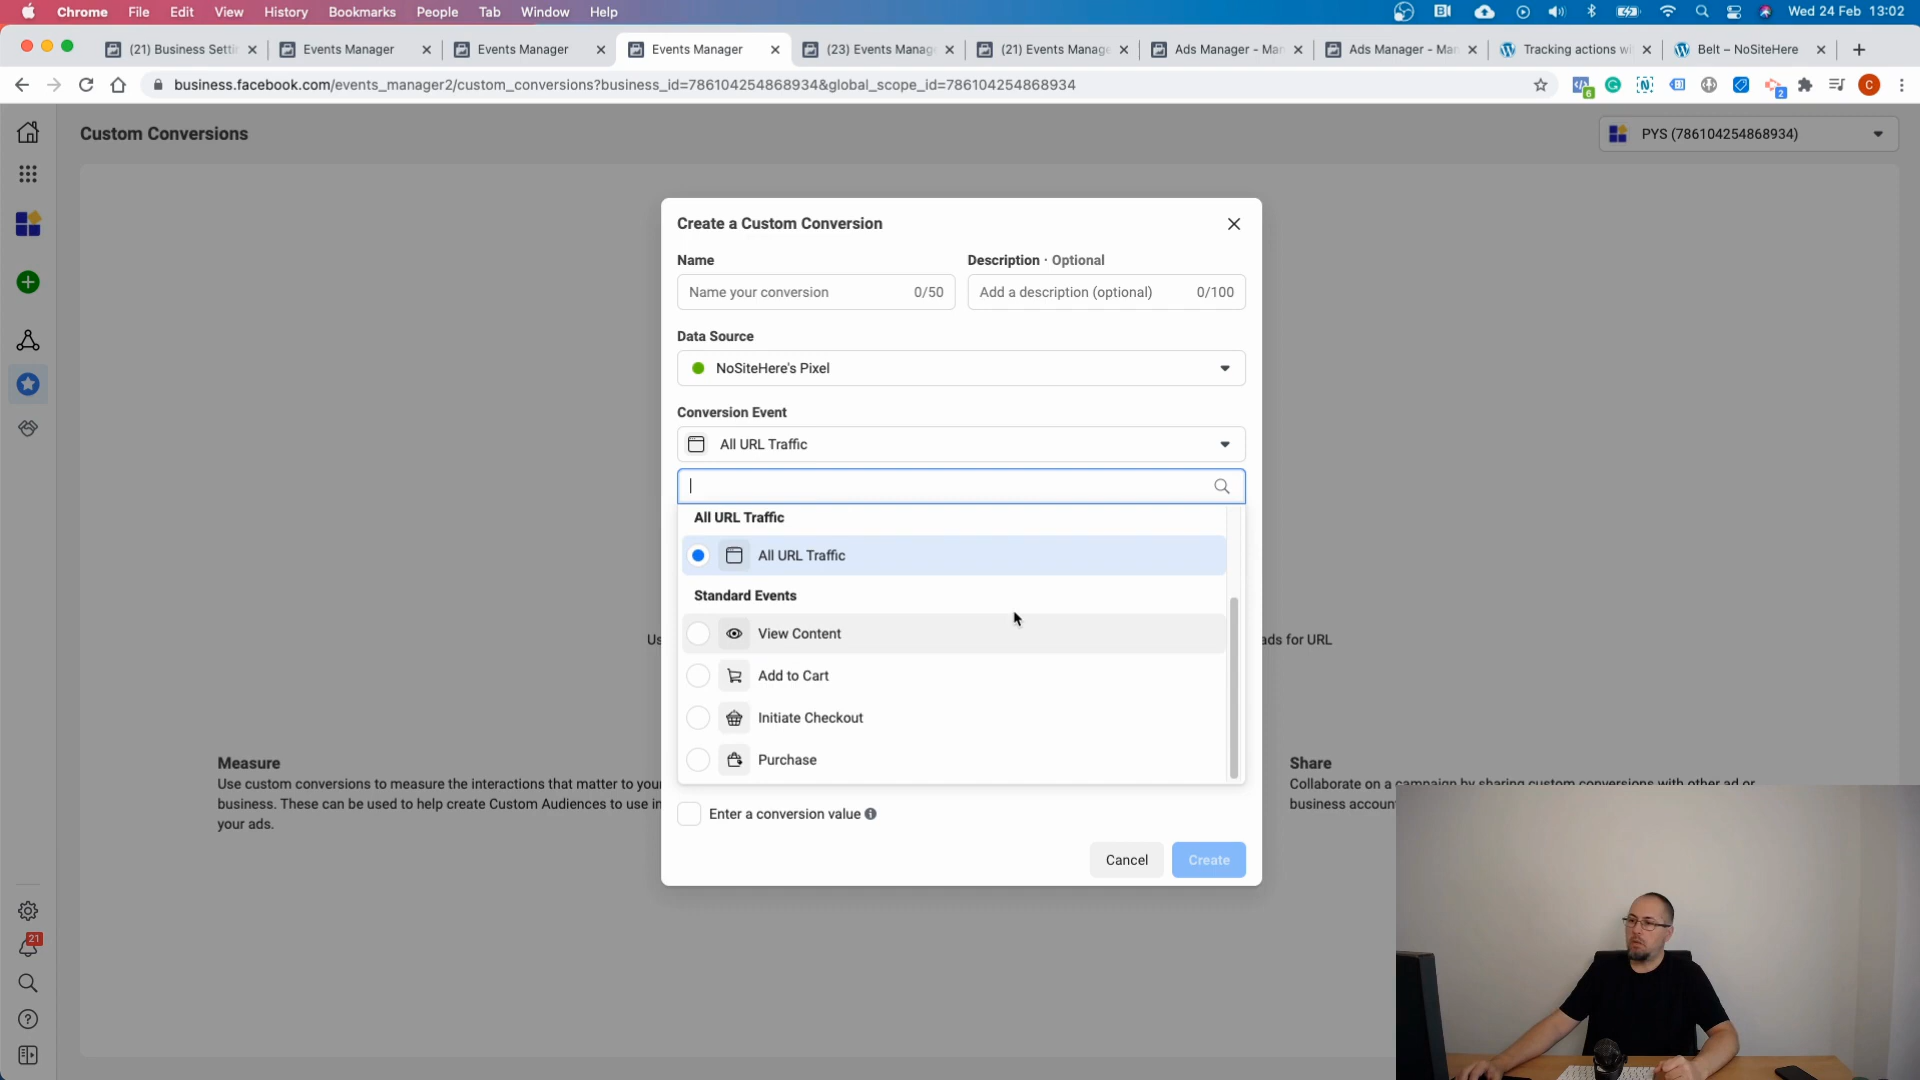 Chrome File Edit View History Bookmarks People Tab Window Help Wed 24 Feb 13:02
(21) Business Setti Events Manager Events Manager Events Manager (23) Events Manage (21) Events Manage Ads Manager - Man Ads Manager - Man Tracking actions wi Belt – NoSiteHere
business.facebook.com/events_manager2/custom_conversions?business_id=786104254868934&global_scope_id=786104254868934
6
2
C
Custom Conversions
PYS (786104254868934)
Create a Custom Conversion
Name
Description · Optional
Name your conversion 0/50
Add a description (optional) 0/100
Data Source
NoSiteHere's Pixel
Conversion Event
All URL Traffic
All URL Traffic
All URL Traffic
Standard Events
View Content
Add to Cart
Initiate Checkout
Purchase
Enter a conversion value
Cancel Create
Us
ads for URL
Measure
Use custom conversions to measure the interactions that matter to your
business. These can be used to help create Custom Audiences to use in
your ads.
Share
Collaborate on a campaign by sharing custom conversions with other ad or
business accoun
21